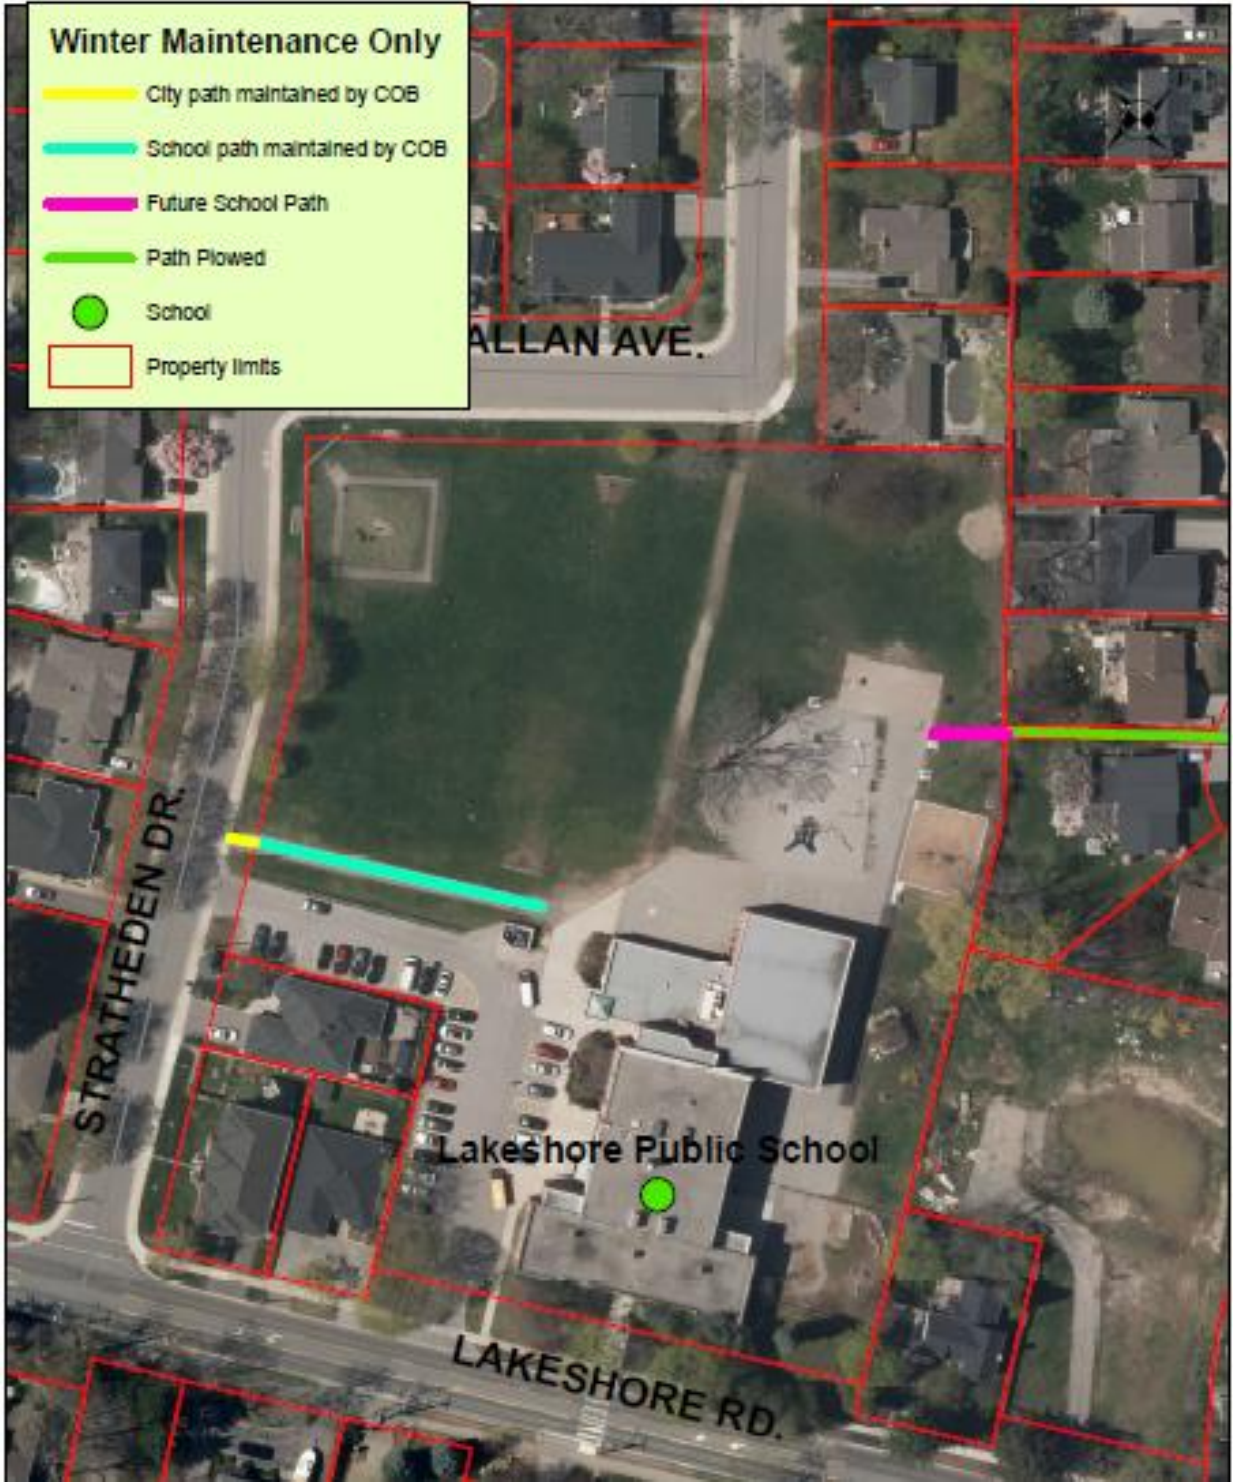 Winter Maintenance Only
City path maintained by COB
School path maintained by COB
Future School Path
Path Plowed
School
Property limits
ALLAN AVE.
STRATHEDEN DR.
Lakeshore Public School
LAKESHORE RD.